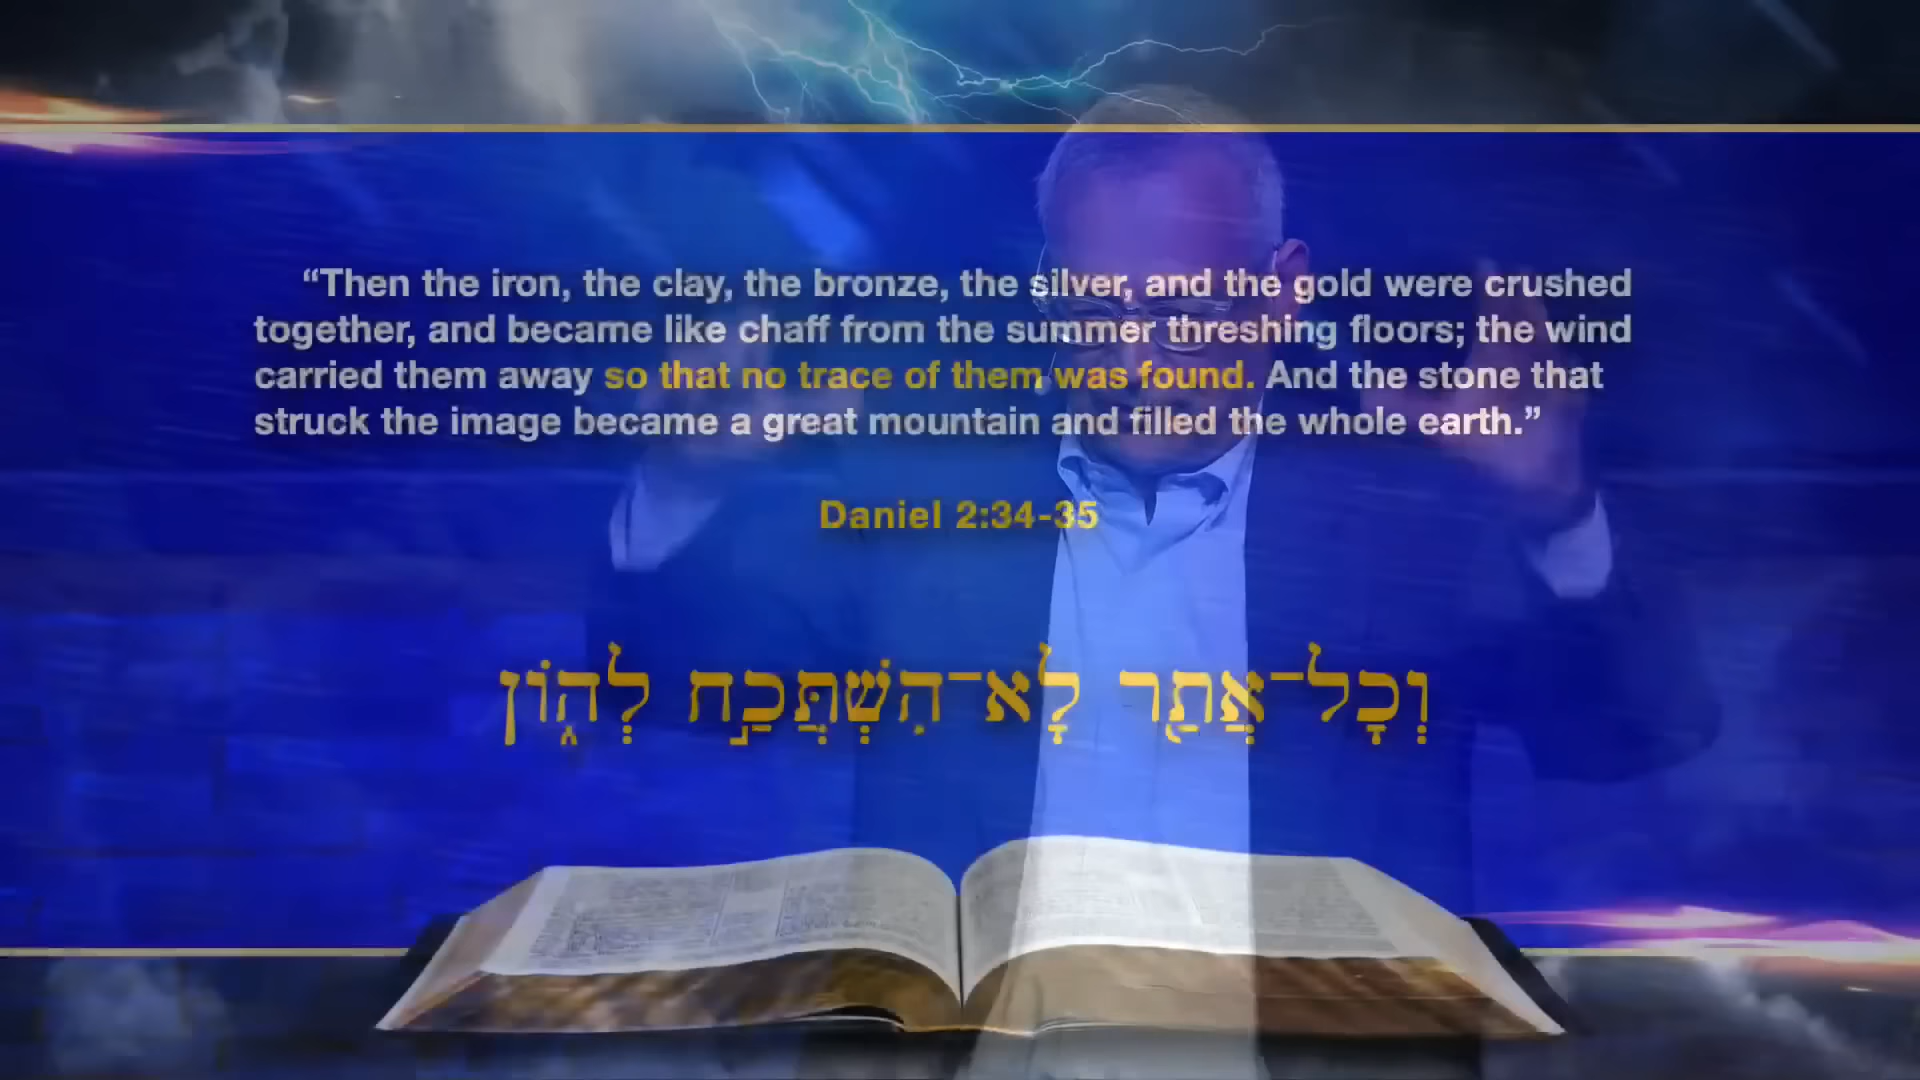 “Then the iron, the clay, the bronze, the silver, and the gold were crushed
together, and became like chaff from the summer threshing floors; the wind
carried them away so that no trace of them was found. And the stone that
struck the image became a great mountain and filled the whole earth.”
Daniel 2:34-35
וְכָל־אֲתַ֖ר לָא־הִשְׁתְּֽכַ֣ח לְה֑וֹן